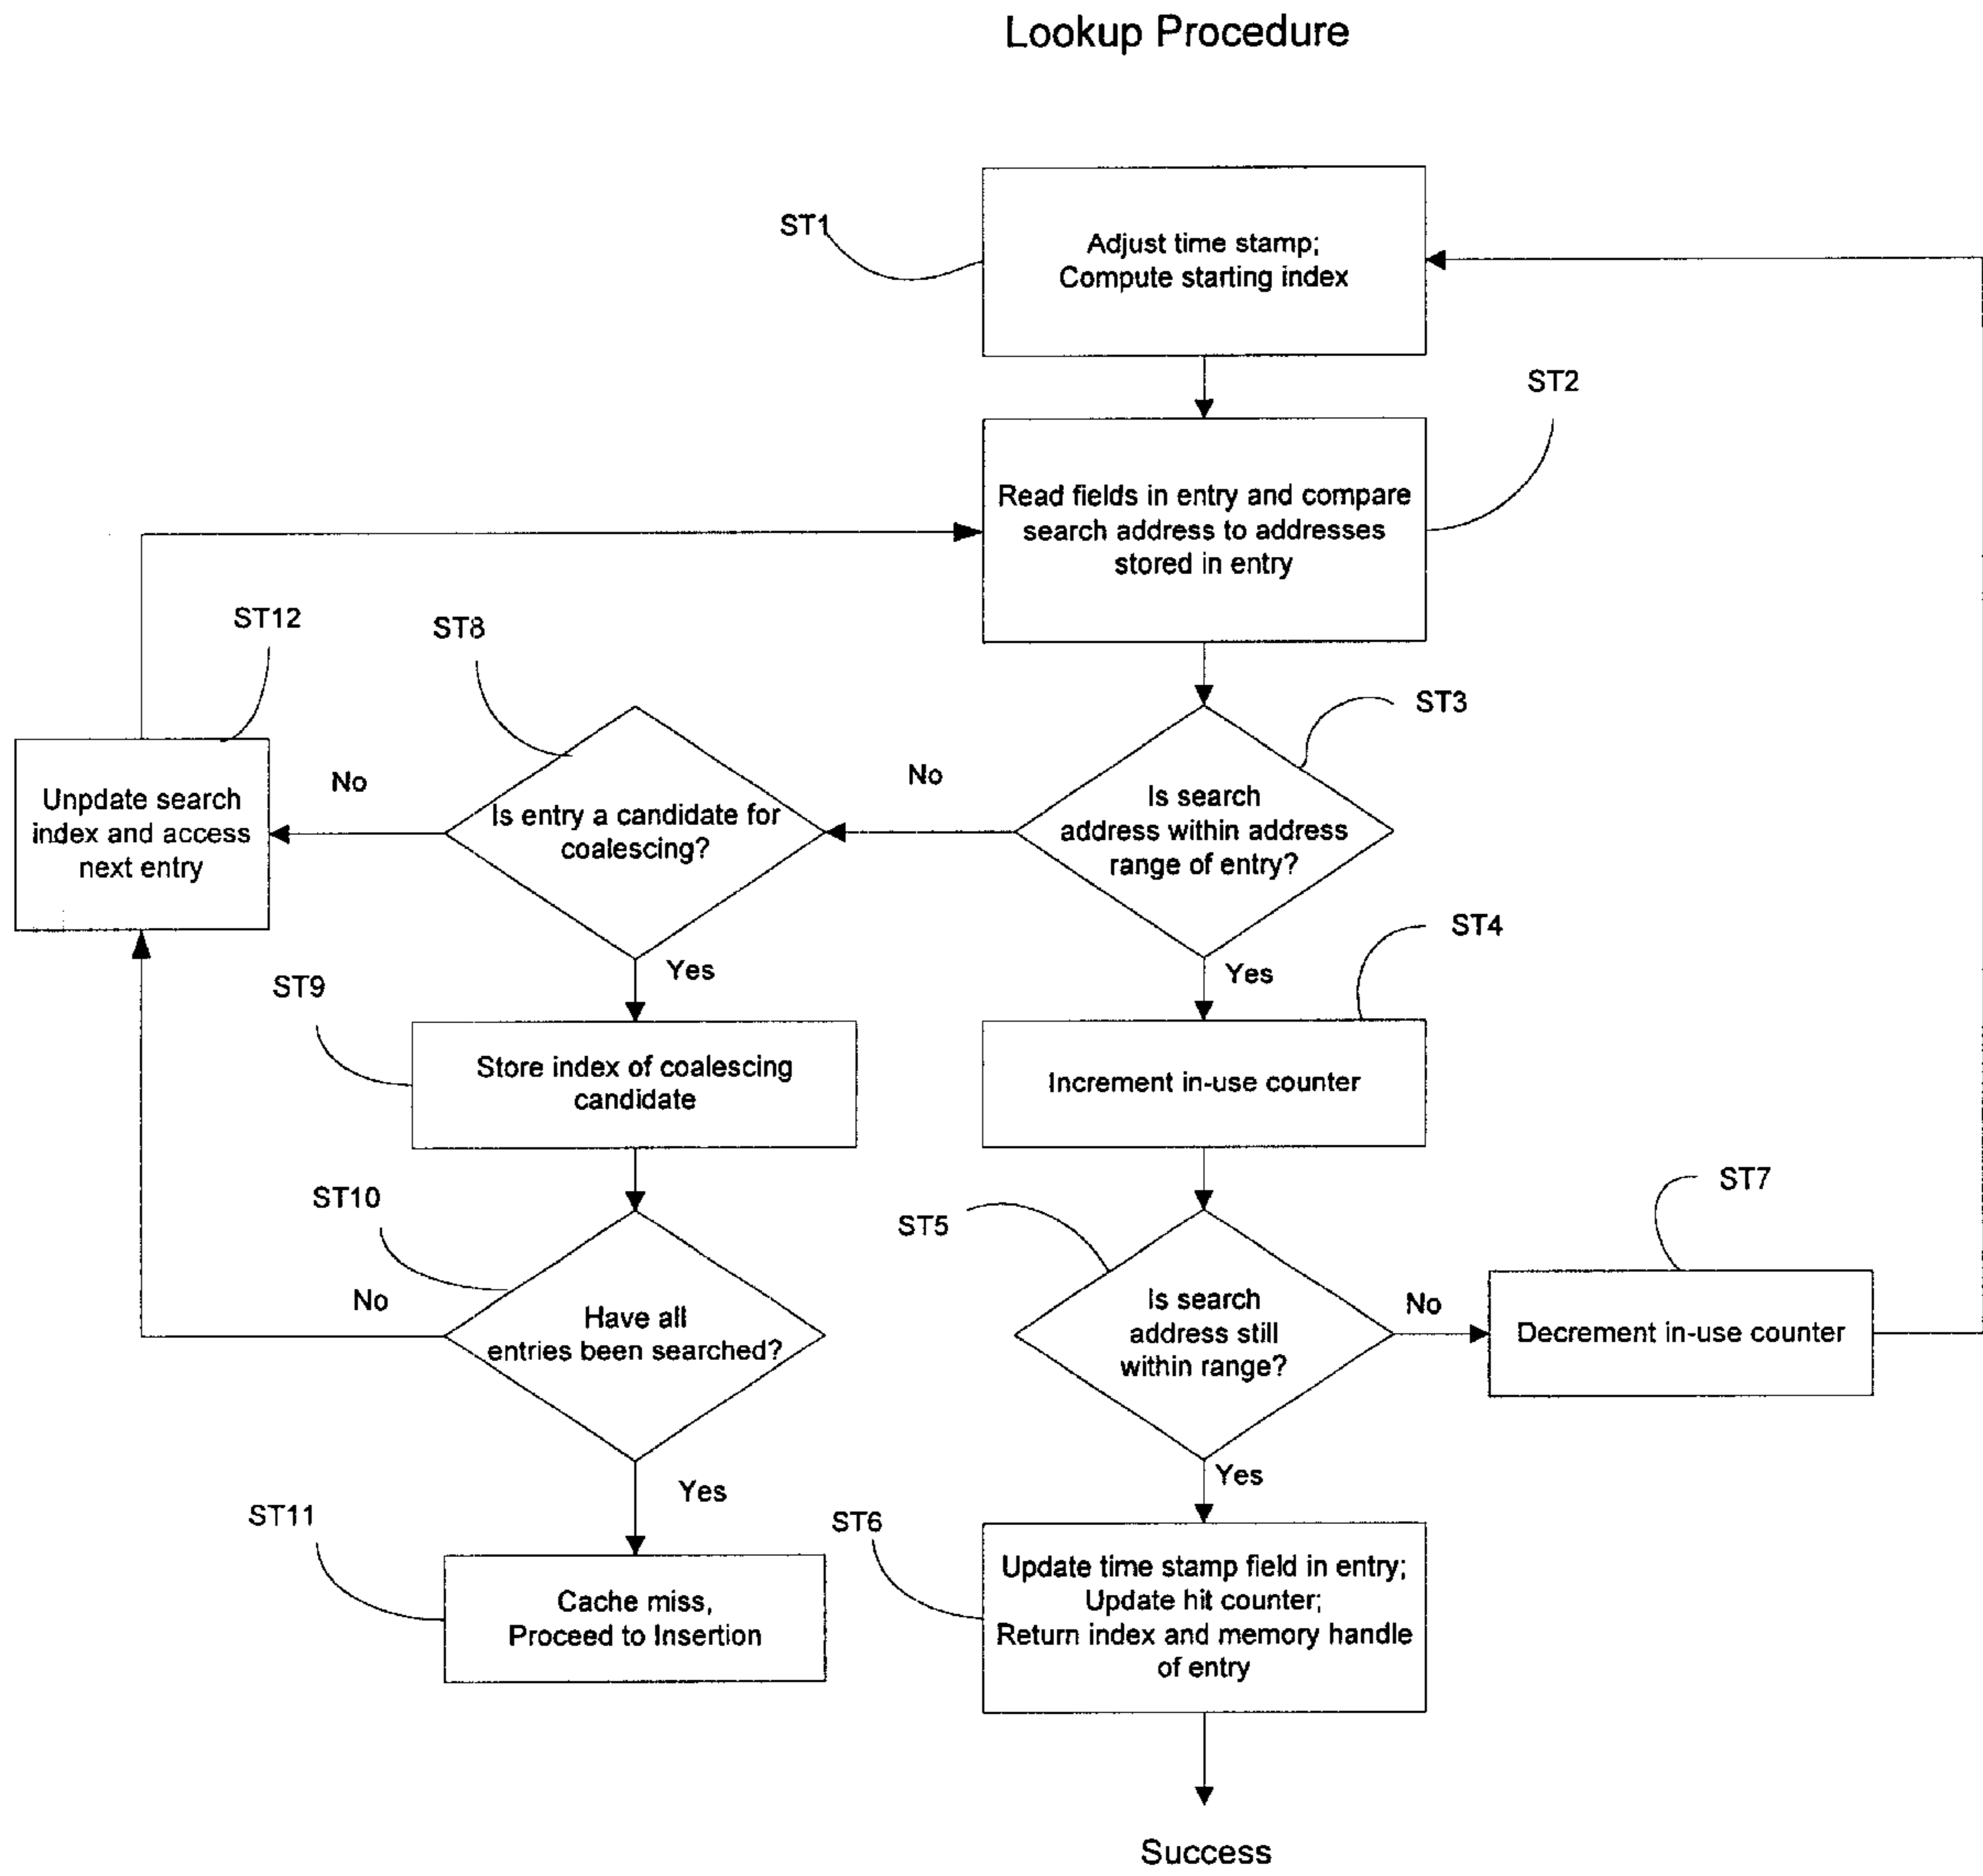 Lookup Procedure
ST1
Adjust time stamp;
Compute starting index
ST2
Read fields in entry and compare
search address to addresses
stored in entry
ST12
ST8
ST3
No
No
Unpdate search
index and access
next entry
Is entry a candidate for
coalescing?
Is search
address within address
range of entry?
ST4
Yes
Yes
ST9
Store index of coalescing
candidate
Increment in-use counter
ST10
ST5
ST7
No
Have all
entries been searched?
Is search
address still
within range?
No
Decrement in-use counter
Yes
Yes
ST11
ST6
Cache miss,
Proceed to Insertion
Update time stamp field in entry;
Update hit counter;
Return index and memory handle
of entry
Success